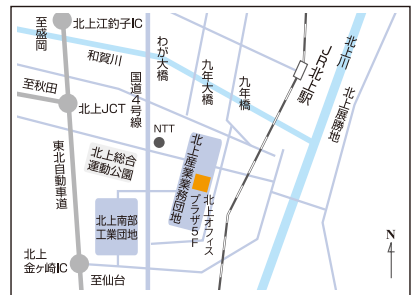 至盛岡
北上江釣子IC
和賀川
わが大橋
九年大橋
九年橋
JR北上駅
北上川
北上展勝地
至秋田
北上JCT
国道4号線
NTT
東北自動車道
北上総合
運動公園
北上産業業務団地
北上オフィス
プラザ5F
北上南部
工業団地
北上
金ヶ崎IC
至仙台
N